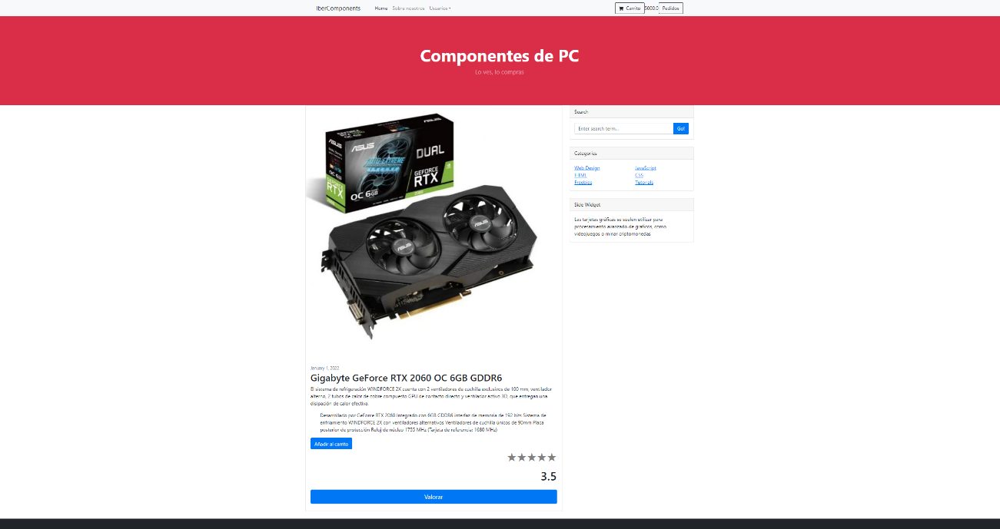 IberComponents Home Sobre nosotros Usuarios Carrito 5000.0 Pedidos
Componentes de PC
Lo ves, lo compras
ASUS
ASUS
DUAL
GEFORCE
RTX
OC 6GB
GEFORCE
RTX
ASUS
ASUS
January 1, 2022
Gigabyte GeForce RTX 2060 OC 6GB GDDR6
El sistema de refrigeración WINDFORCE 2X cuenta con 2 ventiladores de cuchilla exclusivos de 100 mm, ventilador
alterno, 2 tubos de calor de cobre compuesto GPU de contacto directo y ventilador activo 3D, que entregan una
disipación de calor efectiva.
Desarrollado por GeForce RTX 2060 Integrado con 6GB GDDR6 interfaz de memoria de 192 bits Sistema de
enfriamiento WINDFORCE 2X con ventiladores alternativos Ventiladores de cuchilla únicos de 90mm Placa
posterior de protección Reloj de núcleo 1755 MHz (Tarjeta de referencia: 1680 MHz)
Añadir al carrito
3.5
Valorar
Search
Enter search term... Go!
Categories
Web Design JavaScript
HTML CSS
Freebies Tutorials
Side Widget
Las tarjetas gráficas se suelen utilizar para
procesamiento avanzado de gráficos, como
videojuegos o minar criptomonedas